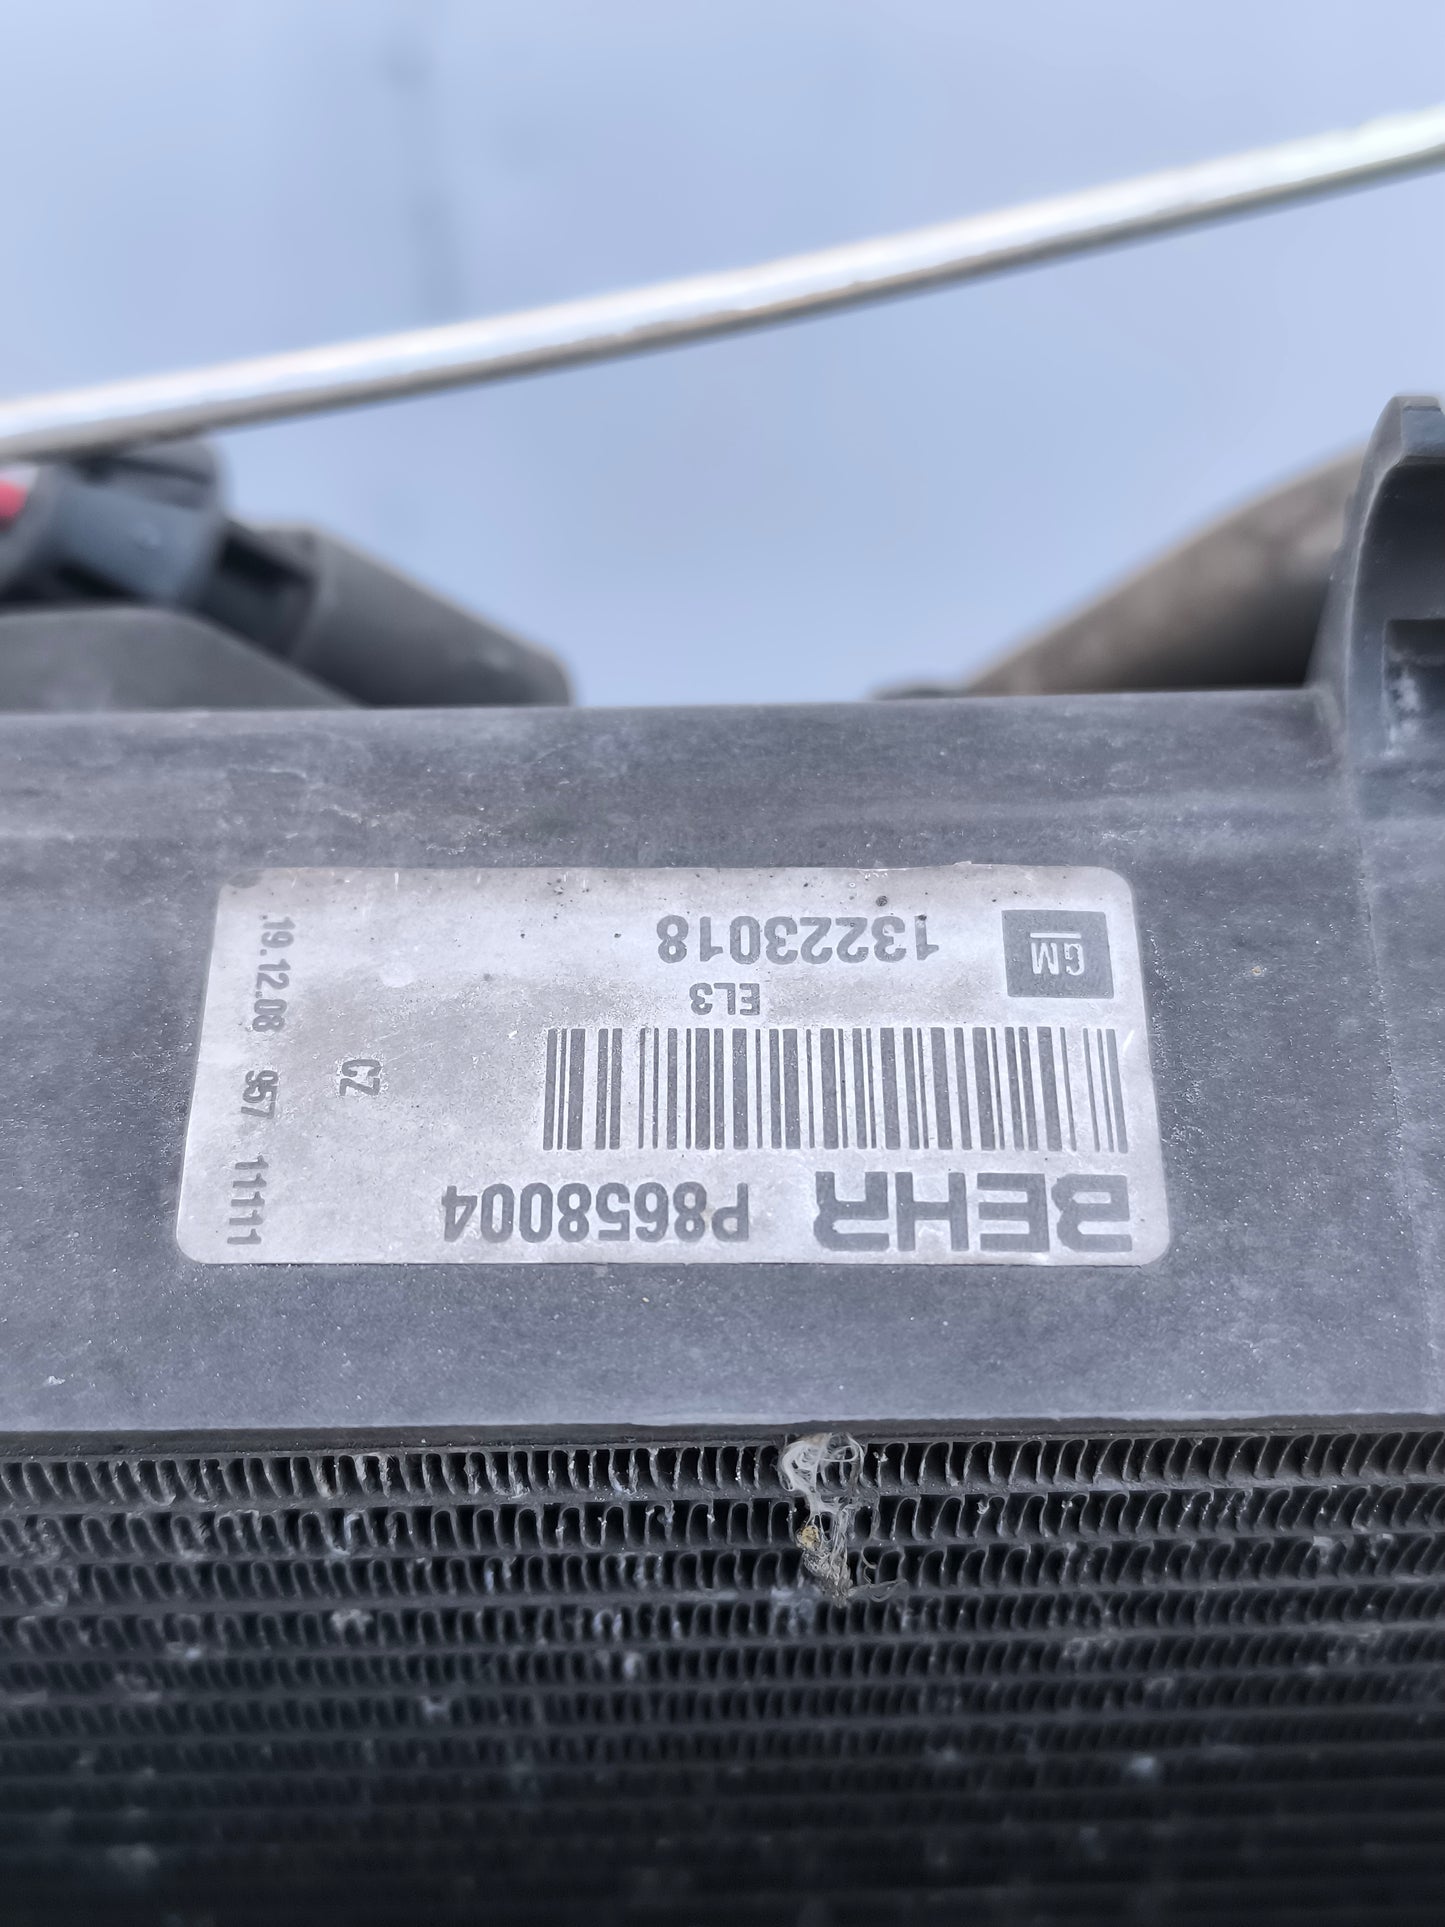 BEHR P8658004
EL3
GM 13223018
CZ
19.12.08 957 11111